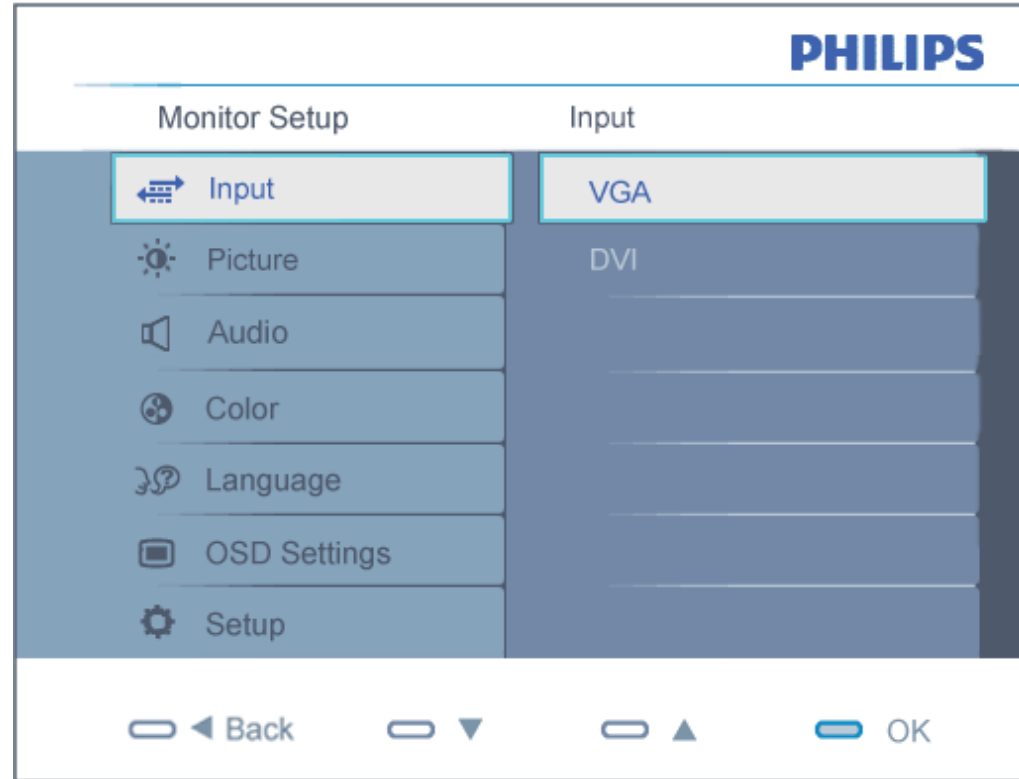 PHILIPS
Monitor Setup Input
Input VGA
Picture DVI
Audio
Color
Language
OSD Settings
Setup
Back OK